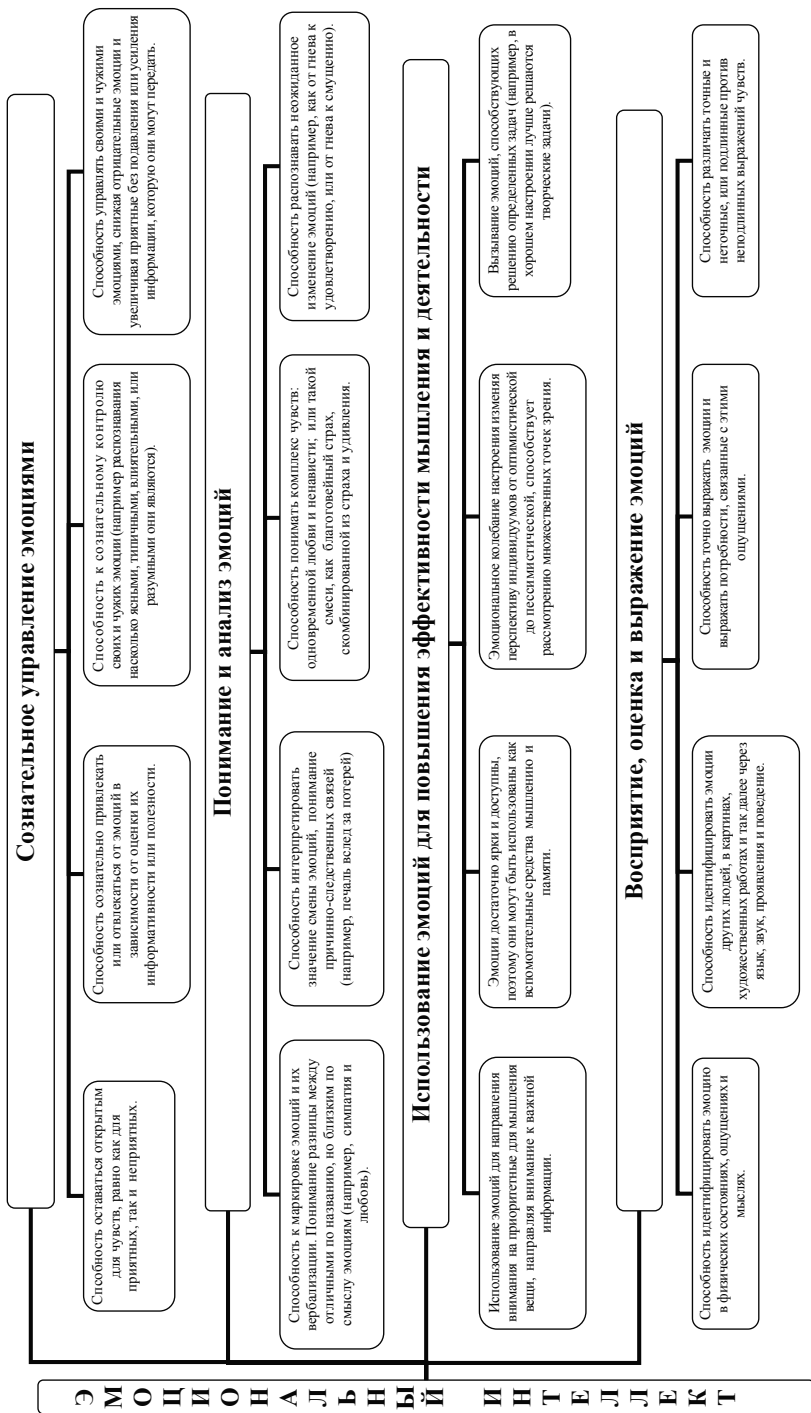 ЭМОЦИОНАЛЬНЫЙ ИНТЕЛЛЕКТ
Сознательное управление эмоциями
Спсобность оставаться открытым
для чувств, равно как для
приятных, так и неприятных.
Способность сознательно привлекать
или отвлекаться от эмоций в
зависимости от оценки их
информативности или полезности.
Способность к сознательному контролю
своих и чужих эмоции (например распознавания
насколько ясными, типичными, влиятельными, или
разумными они являются).
Способность управлять своими и чужими
эмоциями, снижая отрицательные эмоции и
увеличивая приятные без подавления или усиления
информации, которую они могут передать.
Понимание и анализ эмоций
Способность к маркировке эмоций и их
вербализации. Понимание разницы между
отличными по названию, но близким по
смыслу эмоциям (например, симпатия и
любовь).
Способность интерпретировать
значение смены эмоций, понимание
причинно-следственных связей
(например, печаль вслед за потерей)
Способность понимать комплекс чувств:
одновременной любви и ненависти; или такой
смеси, как благоговейный страх,
скомбинированной из страха и удивления.
Способность распознавать неожиданное
изменение эмоций (например, как от гнева к
удовлетворению, или от гнева к смущению).
Использование эмоций для повышения эффективности мышления и деятельности
Использование эмоций для направления
внимания на приоритетные для мышления
вещи, направляя внимание к важной
информации.
Эмоции достаточно ярки и доступны,
поэтому они могут быть использованы как
вспомогательные средства мышлению и
памяти.
Эмоциональное колебание настроения изменяя
перспективу индивидуумов от оптимистической
до пессимистической, способствует
рассмотрению множественных точек зрения.
Вызывание эмоций, способствующих
решению определенных задач (например, в
хорошем настроении лучше решаются
творческие задачи).
Восприятие, оценка и выражение эмоций
Способность идентифицировать эмоцию
в физических состояниях, ощущениях и
мыслях.
Способность идентифицировать эмоции
других людей, в картинах,
художественных работах и так далее через
язык, звук, проявления и поведение.
Способность точно выражать эмоции и
выражать потребности, связанные с этими
ощущениями.
Способность различать точные и
неточные, или подлинные против
неподлинных выражений чувств.